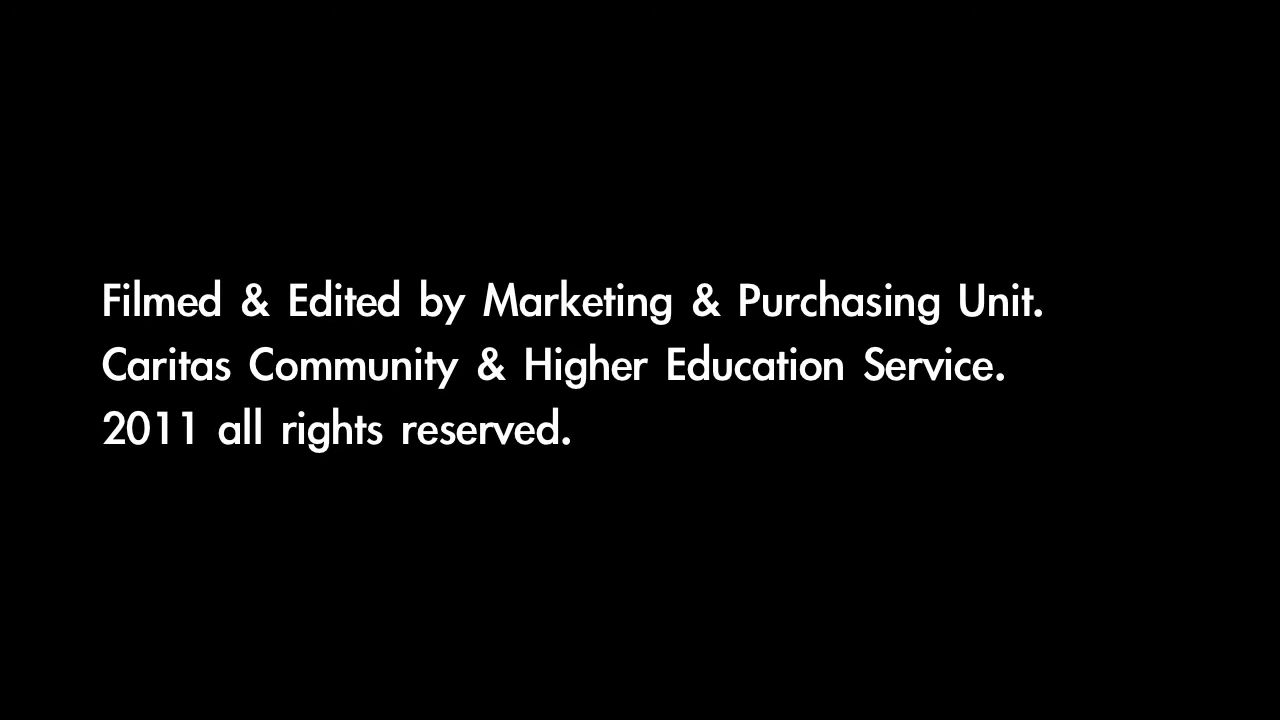 Filmed & Edited by Marketing & Purchasing Unit.
Caritas Community & Higher Education Service.
2011 all rights reserved.